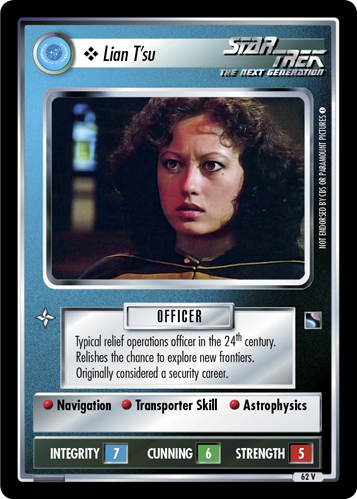 ❖ Lian T'su
STAR TREK
THE NEXT GENERATION
NOT ENDORSED BY CBS OR PARAMOUNT PICTURES
OFFICER
Typical relief operations officer in the 24th century.
Relishes the chance to explore new frontiers.
Originally considered a security career.
Navigation • Transporter Skill • Astrophysics
INTEGRITY 7 CUNNING 6 STRENGTH 5
62 V